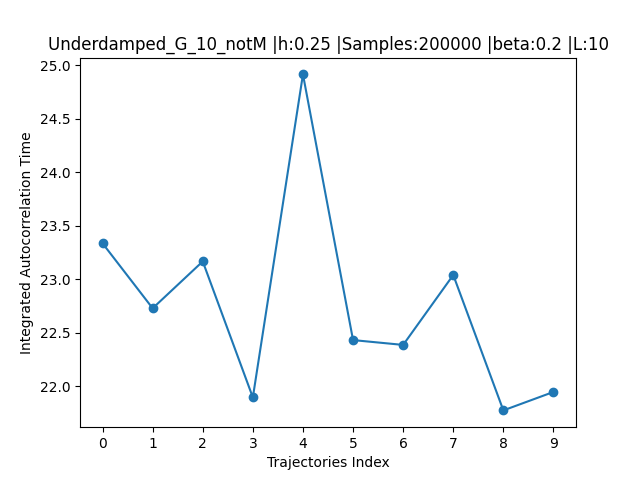 Underdamped_G_10_notM |h:0.25 |Samples:200000 |beta:0.2 |L:10
25.0
24.5
24.0
23.5
23.0
22.5
22.0
Integrated Autocorrelation Time
0 1 2 3 4 5 6 7 8 9
Trajectories Index